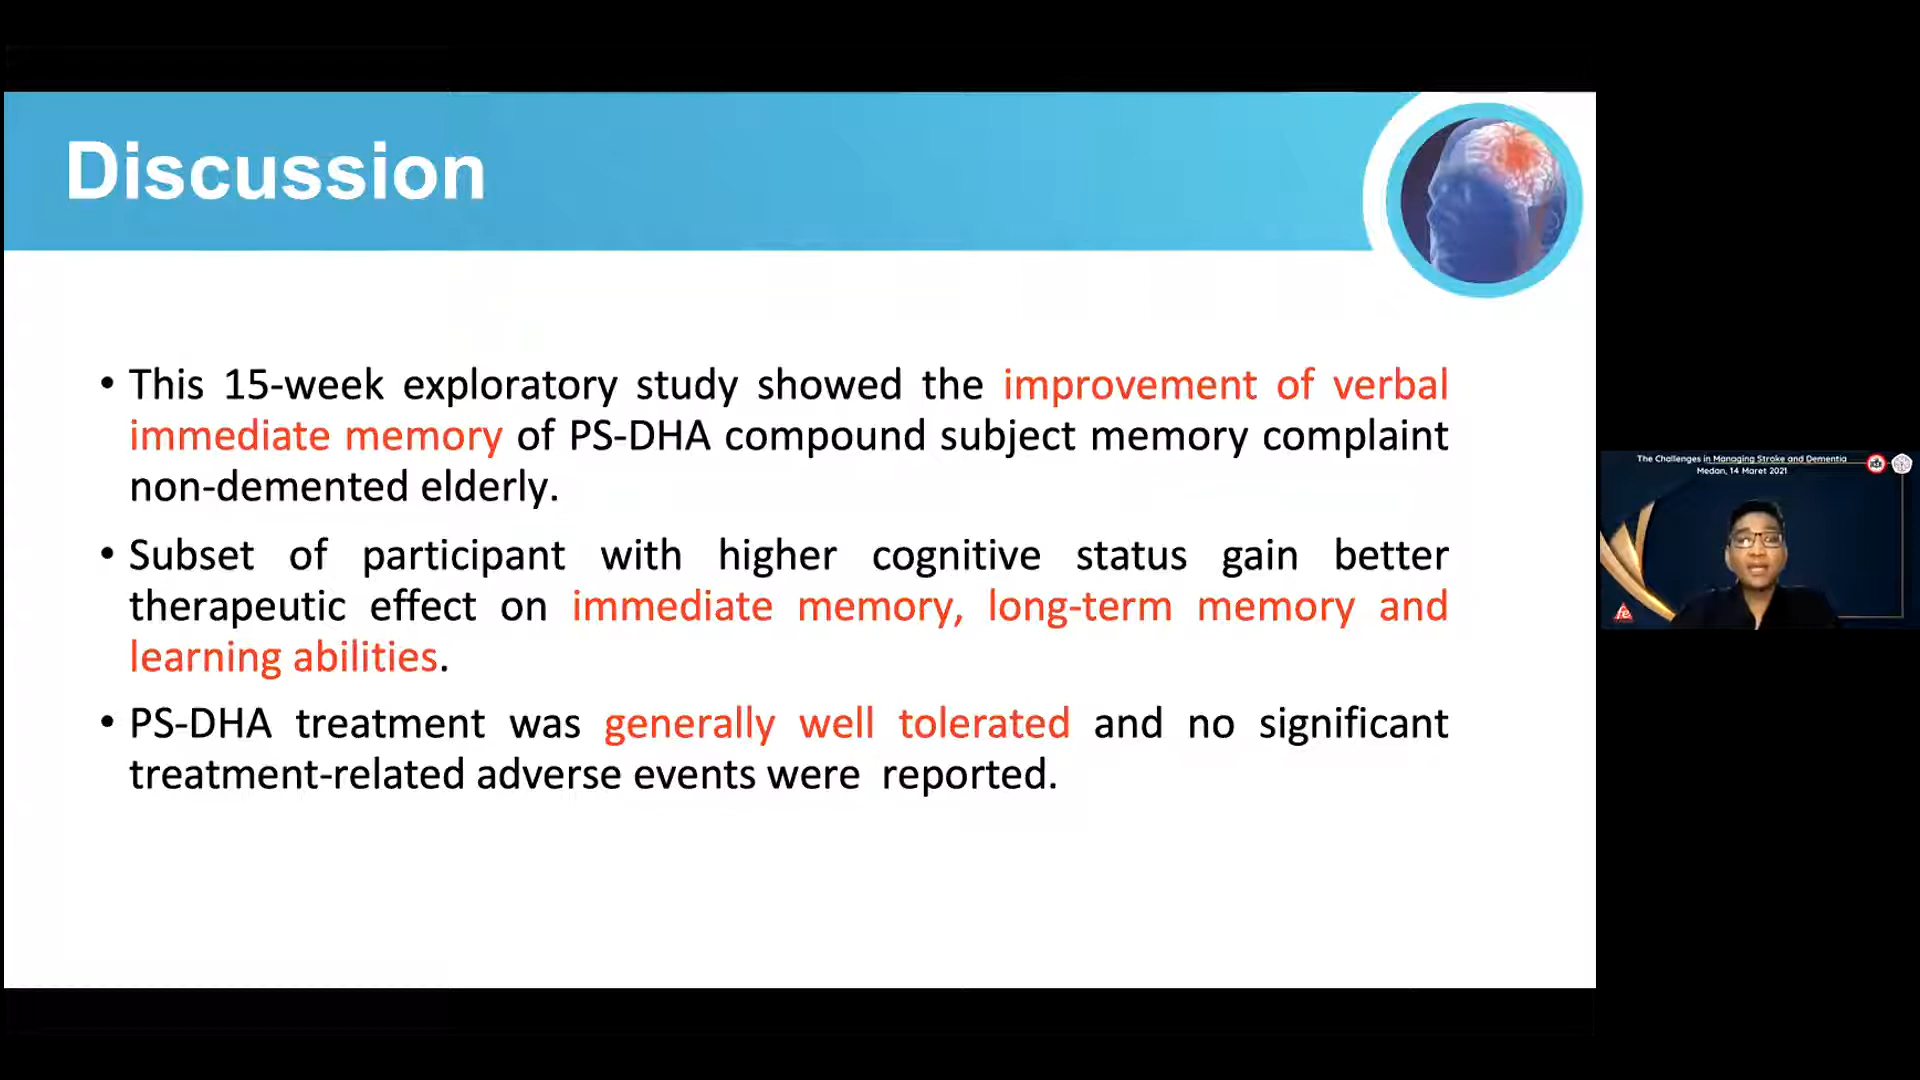 Discussion
• This 15-week exploratory study showed the improvement of verbal
immediate memory of PS-DHA compound subject memory complaint
non-demented elderly.
• Subset of participant with higher cognitive status gain better
therapeutic effect on immediate memory, long-term memory and
learning abilities.
• PS-DHA treatment was generally well tolerated and no significant
treatment-related adverse events were reported.
The Challenges in Managing Stroke and Dementia
Medan, 14 Maret 2021